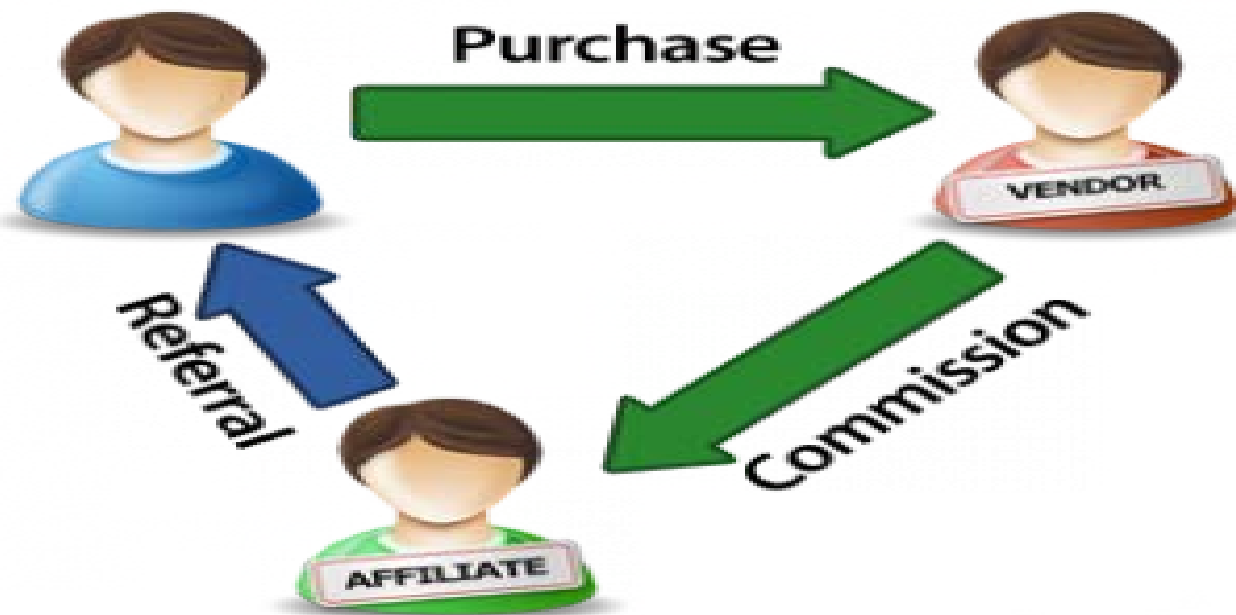 Purchase
VENDOR
Referral
Commission
AFFILIATE